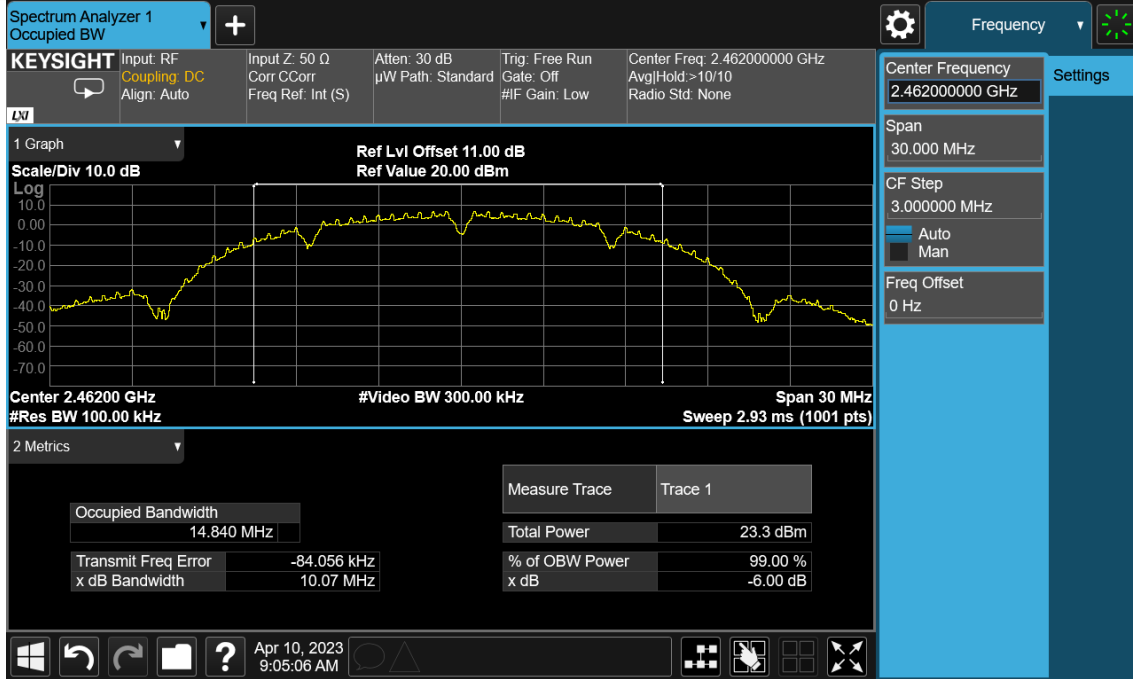 Spectrum Analyzer 1
Occupied BW
Frequency
KEYSIGHT
LXI
Input: RF
Coupling: DC
Align: Auto
Input Z: 50 Ω
Corr CCorr
Freq Ref: Int (S)
Atten: 30 dB
µW Path: Standard
Trig: Free Run
Gate: Off
#IF Gain: Low
Center Freq: 2.462000000 GHz
Avg|Hold:>10/10
Radio Std: None
Center Frequency
2.462000000 GHz
Settings
Span
30.000 MHz
CF Step
3.000000 MHz
Auto
Man
Freq Offset
0 Hz
1 Graph
Scale/Div 10.0 dB
Ref Lvl Offset 11.00 dB
Ref Value 20.00 dBm
Log
10.0
0.00
-10.0
-20.0
-30.0
-40.0
-50.0
-60.0
-70.0
Center 2.46200 GHz
#Video BW 300.00 kHz
Span 30 MHz
#Res BW 100.00 kHz
Sweep 2.93 ms (1001 pts)
2 Metrics
Measure Trace Trace 1
Occupied Bandwidth
14.840 MHz
Total Power 23.3 dBm
Transmit Freq Error -84.056 kHz
% of OBW Power 99.00 %
x dB Bandwidth 10.07 MHz
x dB -6.00 dB
?
Apr 10, 2023
9:05:06 AM